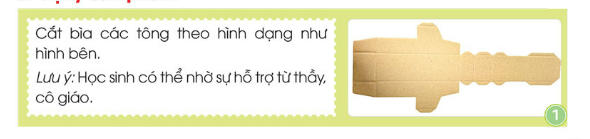 Cắt bìa các tông theo hình dạng như
hình bên.
Lưu ý: Học sinh có thể nhờ sự hỗ trợ từ thầy,
cô giáo.
1